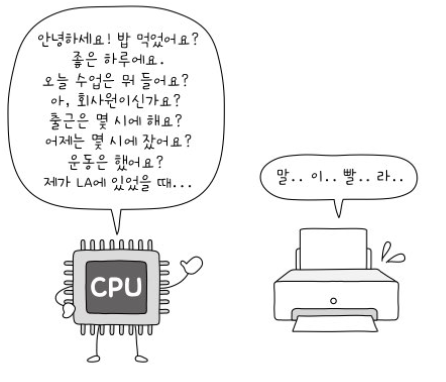 안녕하세요! 밥 먹었어요?
좋은 하루에요.
오늘 수업은 뭐 들어요?
아, 회사원이신가요?
출근은 몇 시에 해요?
어제는 몇 시에 잤어요?
운동은 했어요?
제가 LA에 있었을 때...
말.. 이.. 빨.. 라..
CPU